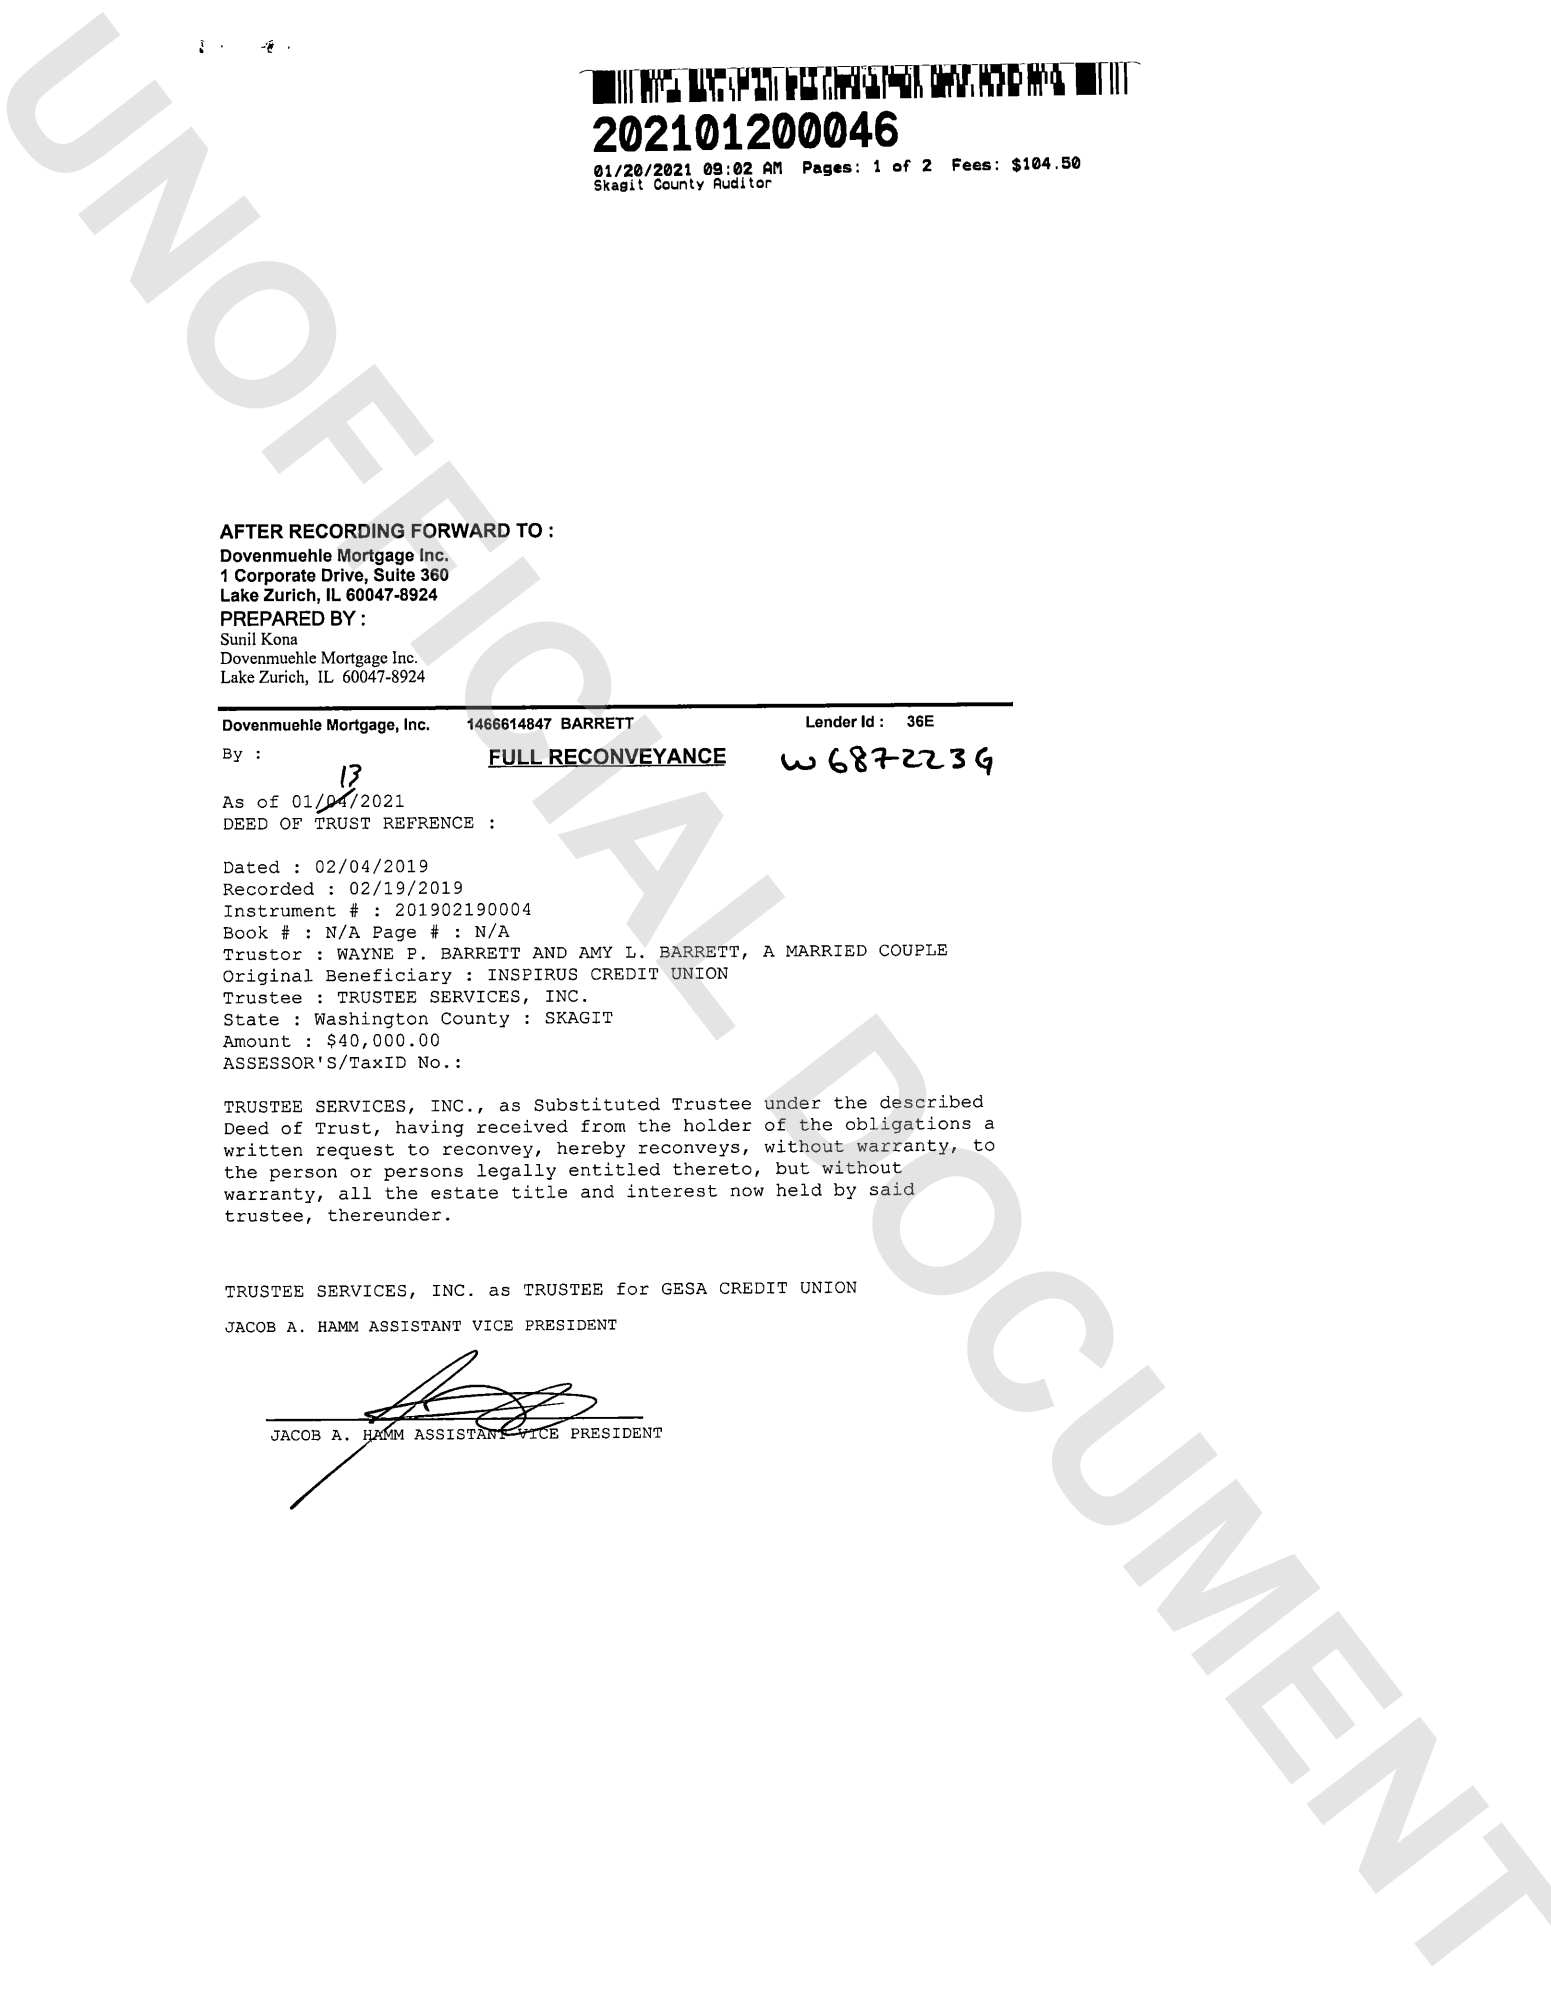 202101200046
01/20/2021 09:02 AM Pages: 1 of 2 Fees: $104.50
Skagit County Auditor
AFTER RECORDING FORWARD TO :
Dovenmuehle Mortgage Inc.
1 Corporate Drive, Suite 360
Lake Zurich, IL 60047-8924
PREPARED BY :
Sunil Kona
Dovenmuehle Mortgage Inc.
Lake Zurich, IL 60047-8924
Dovenmuehle Mortgage, Inc. 1466614847 BARRETT Lender Id : 36E
By : FULL RECONVEYANCE W6872223G
13
As of 01/04/2021
DEED OF TRUST REFRENCE :
Dated : 02/04/2019
Recorded : 02/19/2019
Instrument # : 201902190004
Book # : N/A Page # : N/A
Trustor : WAYNE P. BARRETT AND AMY L. BARRETT, A MARRIED COUPLE
Original Beneficiary : INSPIRUS CREDIT UNION
Trustee : TRUSTEE SERVICES, INC.
State : Washington County : SKAGIT
Amount : $40,000.00
ASSESSOR'S/TaxID No.:
TRUSTEE SERVICES, INC., as Substituted Trustee under the described
Deed of Trust, having received from the holder of the obligations a
written request to reconvey, hereby reconveys, without warranty, to
the person or persons legally entitled thereto, but without
warranty, all the estate title and interest now held by said
trustee, thereunder.
TRUSTEE SERVICES, INC. as TRUSTEE for GESA CREDIT UNION
JACOB A. HAMM ASSISTANT VICE PRESIDENT
JACOB A. HAMM ASSISTANT VICE PRESIDENT
UNOFFICIAL DOCUMENT